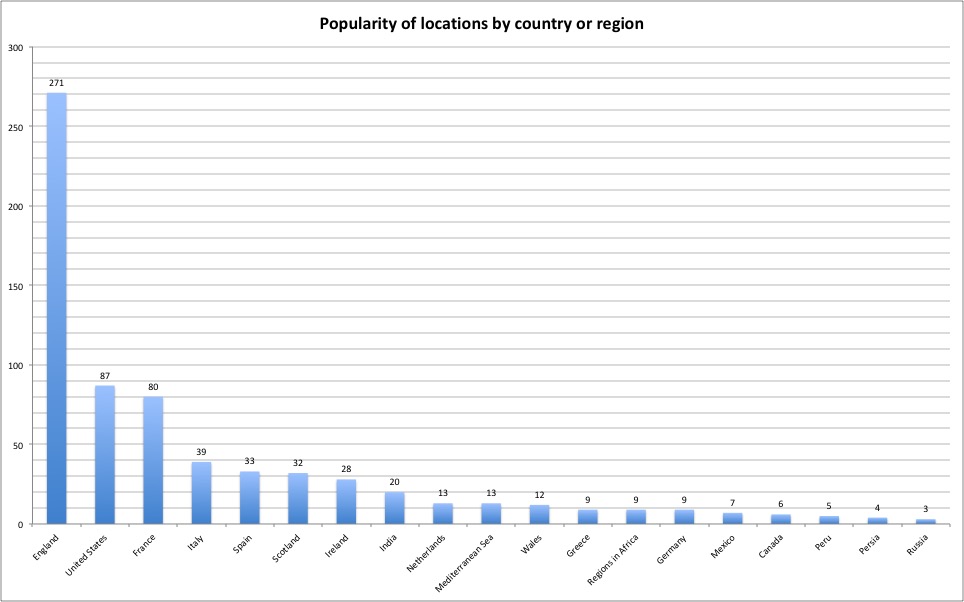 Popularity of locations by country or region
300
271
250
200
150
100
87
80
50
39
33
32
28
20
13
13
12
9
9
9
7
6
5
4
3
0
England
United States
France
Italy
Spain
Scotland
Ireland
India
Netherlands
Mediterranean Sea
Wales
Greece
Regions in Africa
Germany
Mexico
Canada
Peru
Persia
Russia